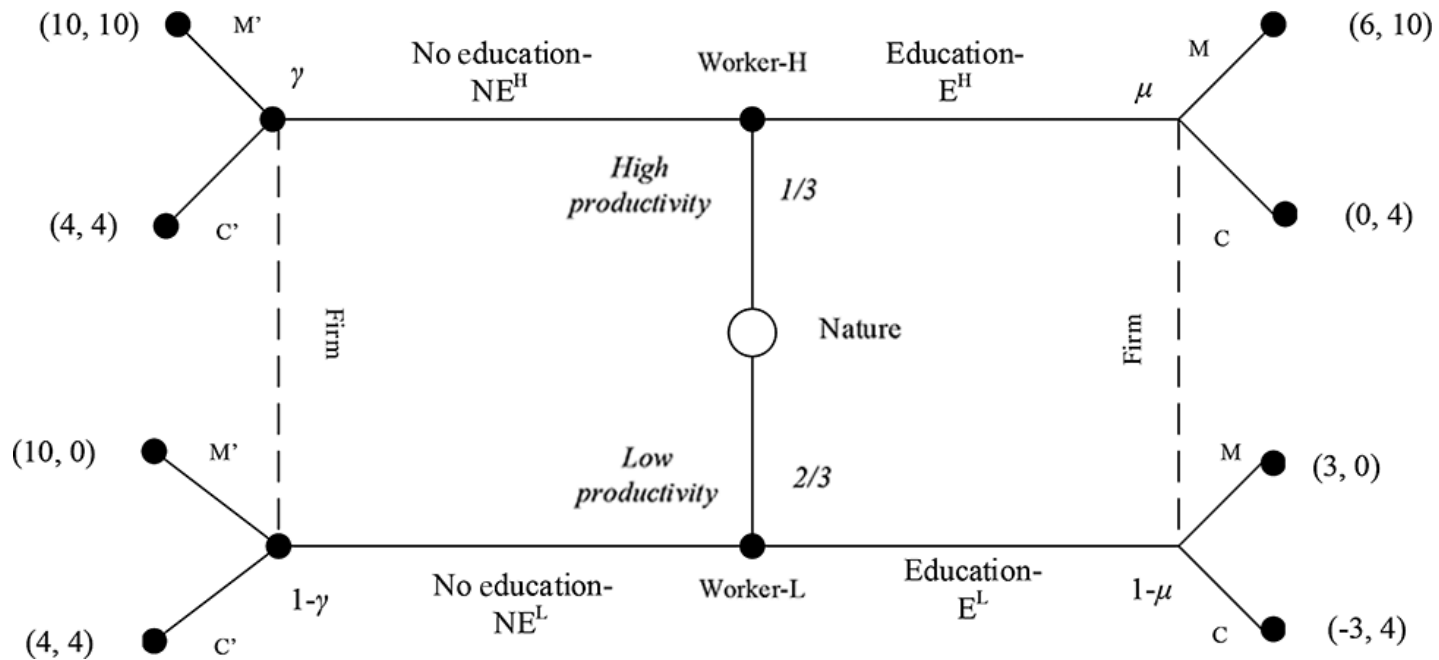 (10, 10)
M’
γ
No education-
NE^H
Worker-H
Education-
E^H
μ
M
(6, 10)
(4, 4)
C’
High
productivity
1/3
C
(0, 4)
Firm
Nature
Firm
(10, 0)
M’
Low
productivity
2/3
M
(3, 0)
(4, 4)
C’
1-γ
No education-
NE^L
Worker-L
Education-
E^L
1-μ
C
(-3, 4)